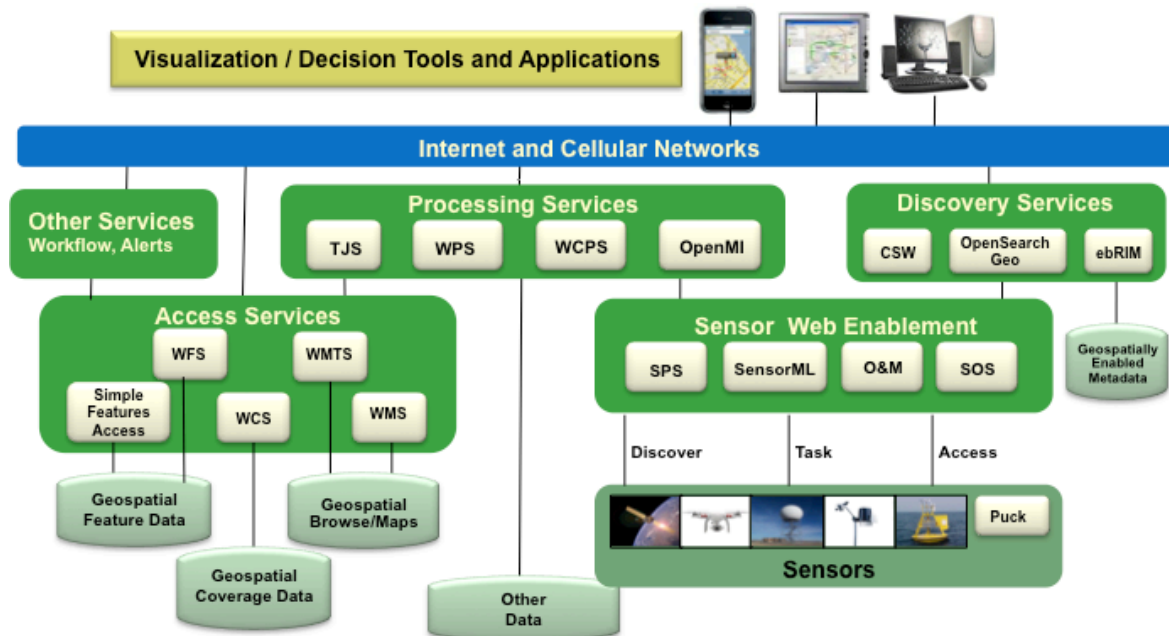 Visualization / Decision Tools and Applications
Internet and Cellular Networks
Other Services
Workflow, Alerts
Processing Services
TJS
WPS
WCPS
OpenMI
Discovery Services
CSW
OpenSearch
Geo
ebRIM
Access Services
WFS
WMTS
Simple
Features
Access
WCS
WMS
Sensor Web Enablement
SPS
SensorML
O&M
SOS
Geospatially
Enabled
Metadata
Discover
Task
Access
Geospatial
Feature Data
Geospatial
Browse/Maps
Geospatial
Coverage Data
Other
Data
Puck
Sensors